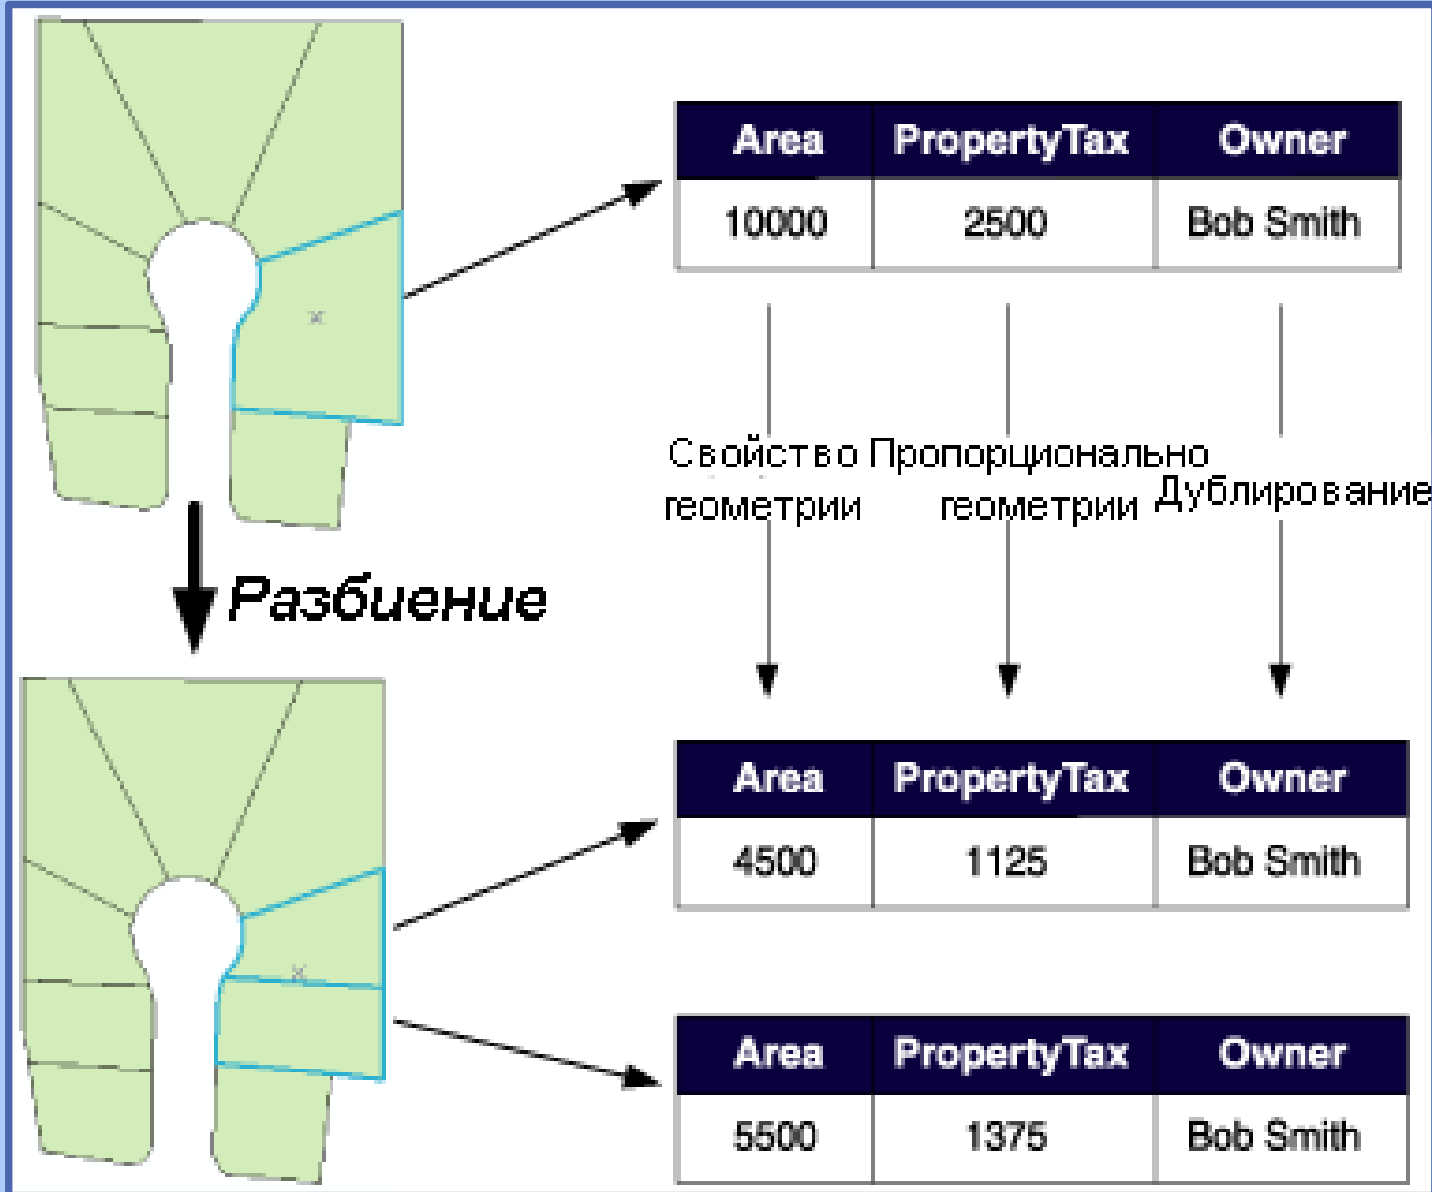 Area PropertyTax Owner
10000 2500 Bob Smith
Свойство геометрии
Пропорционально геометрии
Дублирование
Разбиение
Area PropertyTax Owner
4500 1125 Bob Smith
Area PropertyTax Owner
5500 1375 Bob Smith